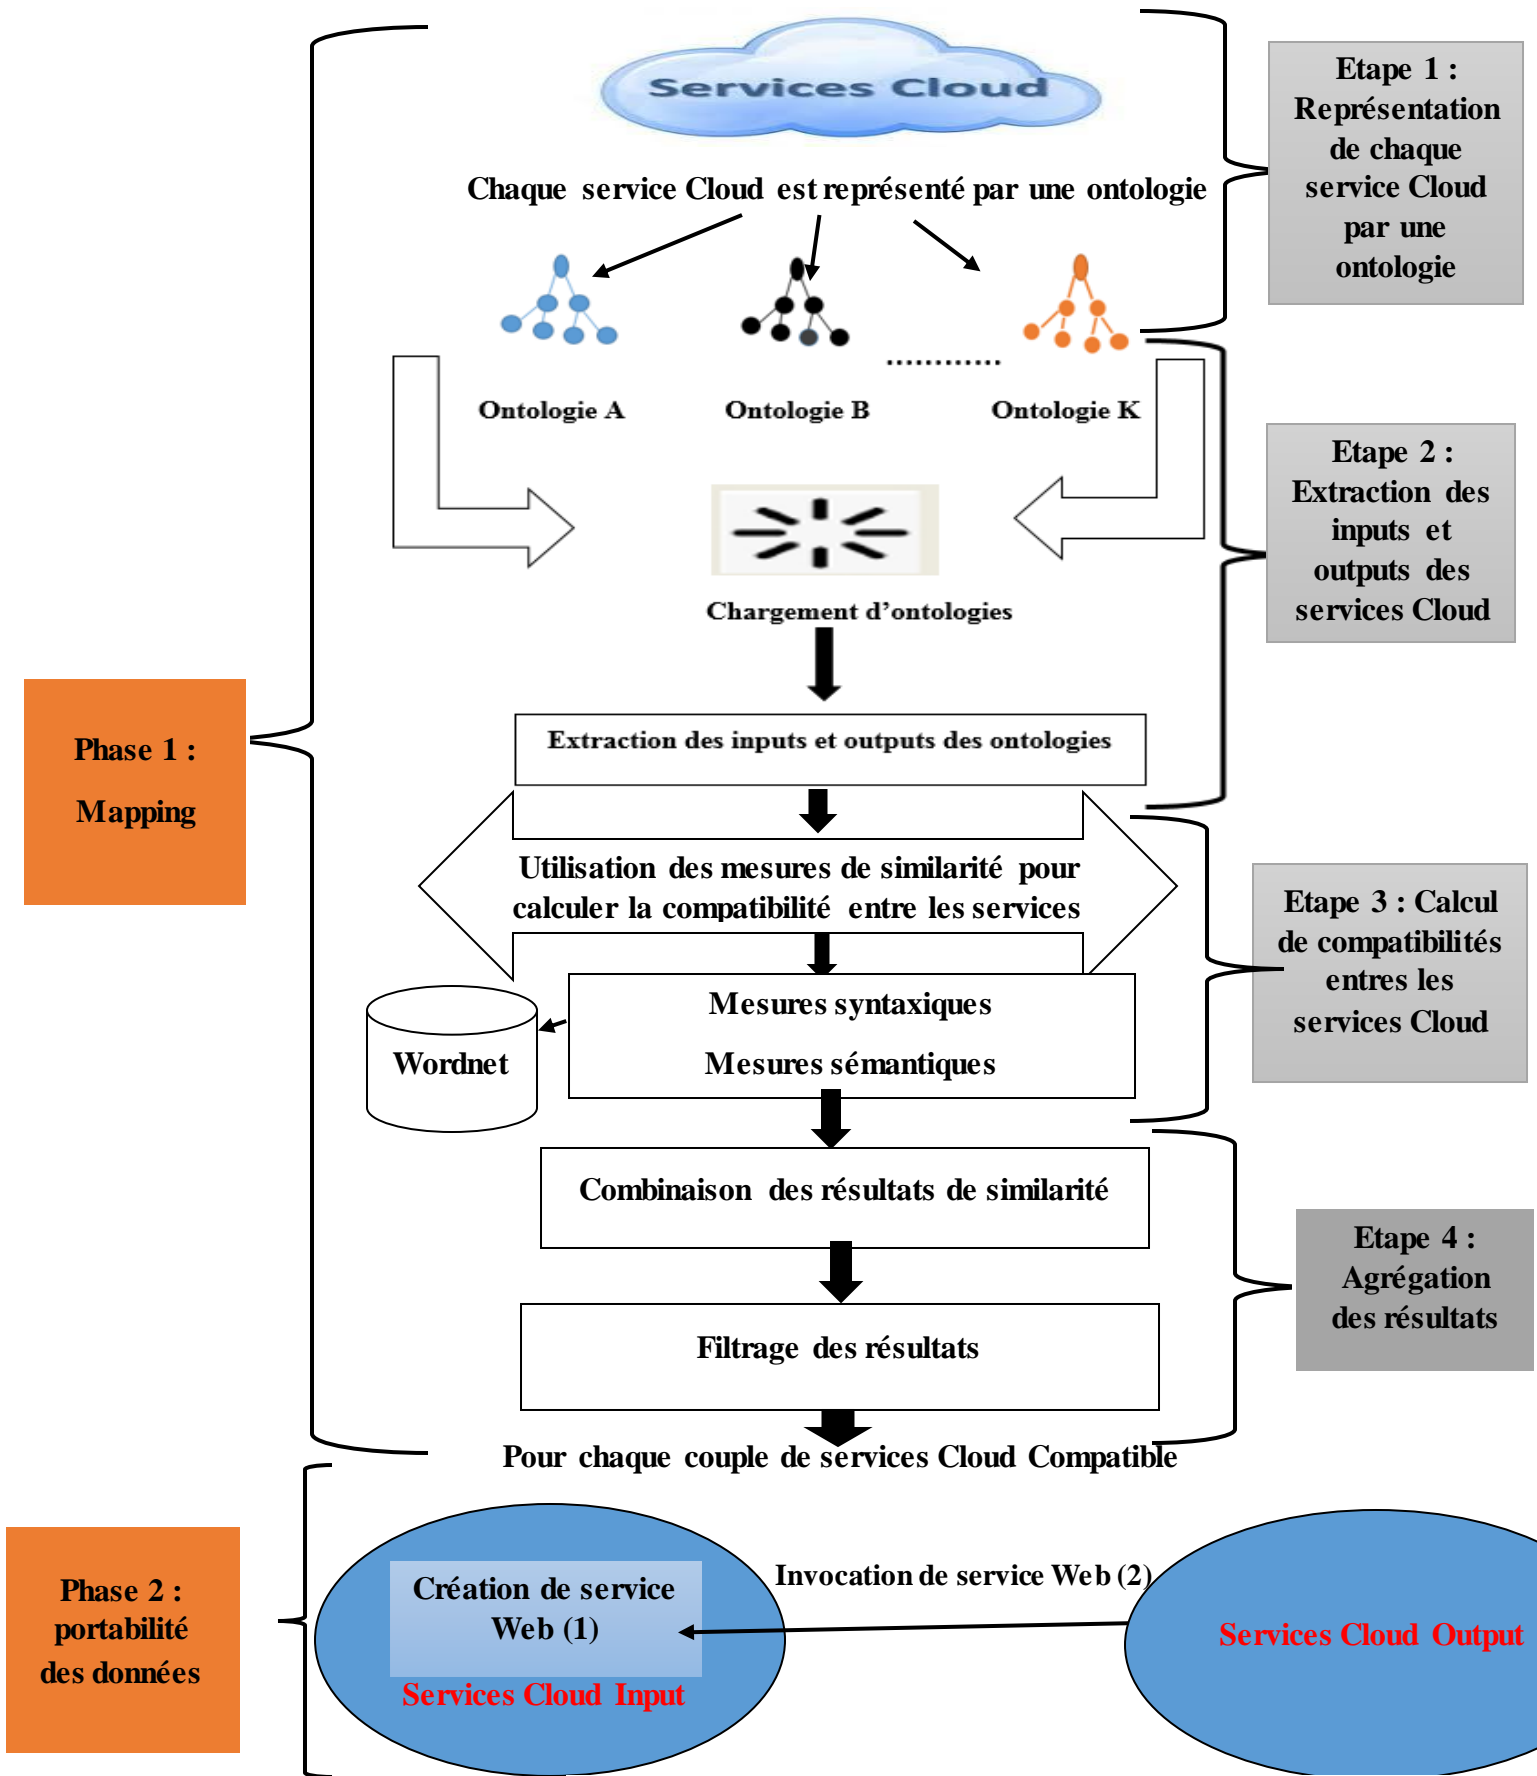 Services Cloud
Chaque service Cloud est représenté par une ontologie
Etape 1 :
Représentation
de chaque
service Cloud
par une
ontologie
Ontologie A
Ontologie B
............
Ontologie K
Etape 2 :
Extraction des
inputs et
outputs des
services Cloud
Chargement d’ontologies
Extraction des inputs et outputs des ontologies
Phase 1 :
Mapping
Utilisation des mesures de similarité pour
calculer la compatibilité entre les services
Etape 3 : Calcul
de compatibilités
entres les
services Cloud
Mesures syntaxiques
Mesures sémantiques
Wordnet
Combinaison des résultats de similarité
Filtrage des résultats
Etape 4 :
Agrégation
des résultats
Pour chaque couple de services Cloud Compatible
Phase 2 :
portabilité
des données
Création de service
Web (1)
Services Cloud Input
Invocation de service Web (2)
Services Cloud Output